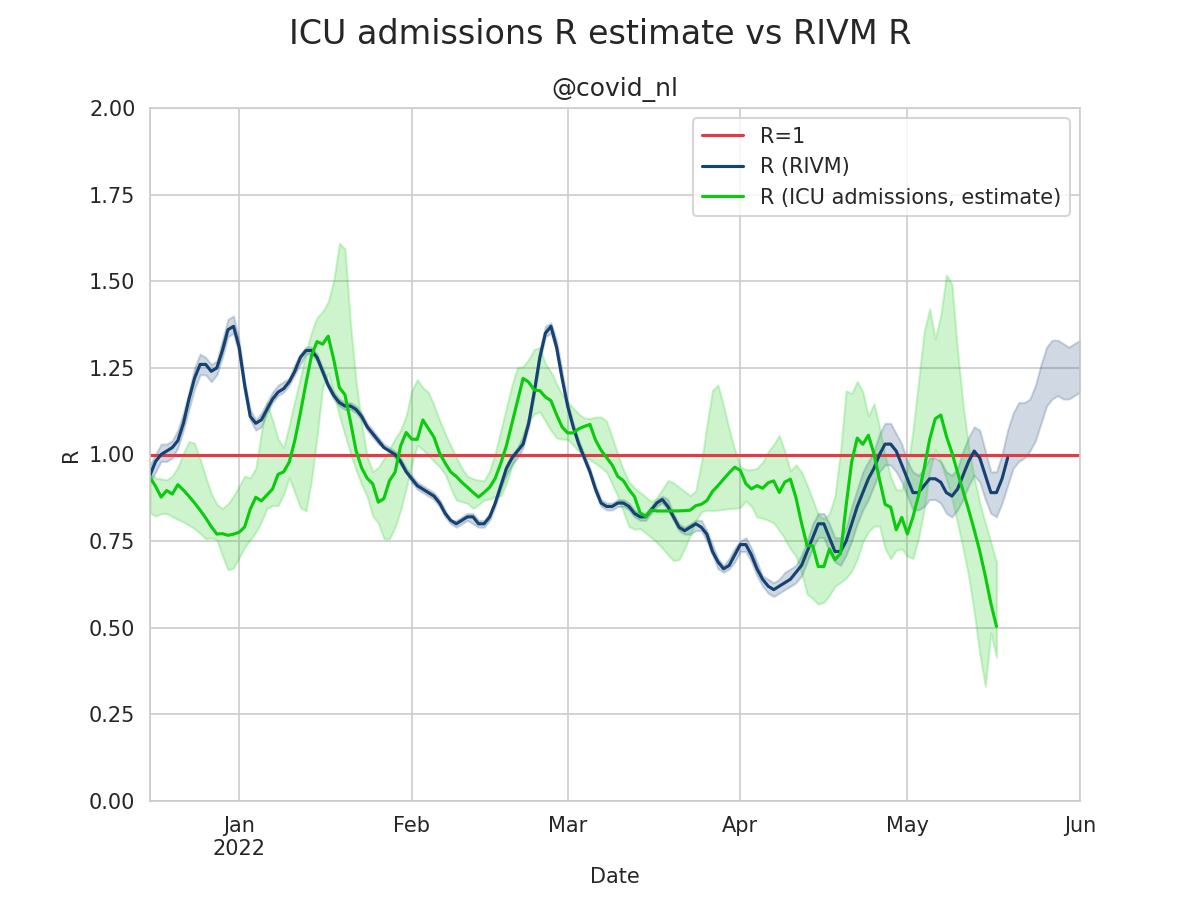 ICU admissions R estimate vs RIVM R
@covid_nl
R=1
R (RIVM)
R (ICU admissions, estimate)
2.00
1.75
1.50
1.25
1.00
0.75
0.50
0.25
0.00
R
Jan
2022
Feb
Mar
Apr
May
Jun
Date